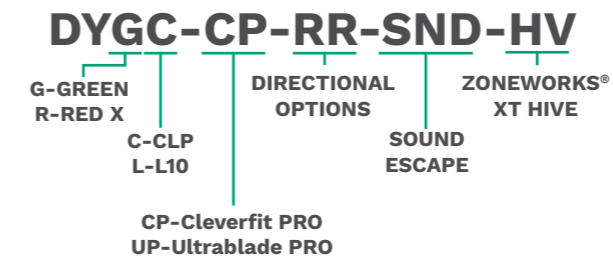 DYGC-CP-RR-SND-HV
G-GREEN
R-RED X
DIRECTIONAL
OPTIONS
ZONEWORKS®
XT HIVE
C-CLP
L-L10
SOUND
ESCAPE
CP-Cleverfit PRO
UP-Ultrablade PRO